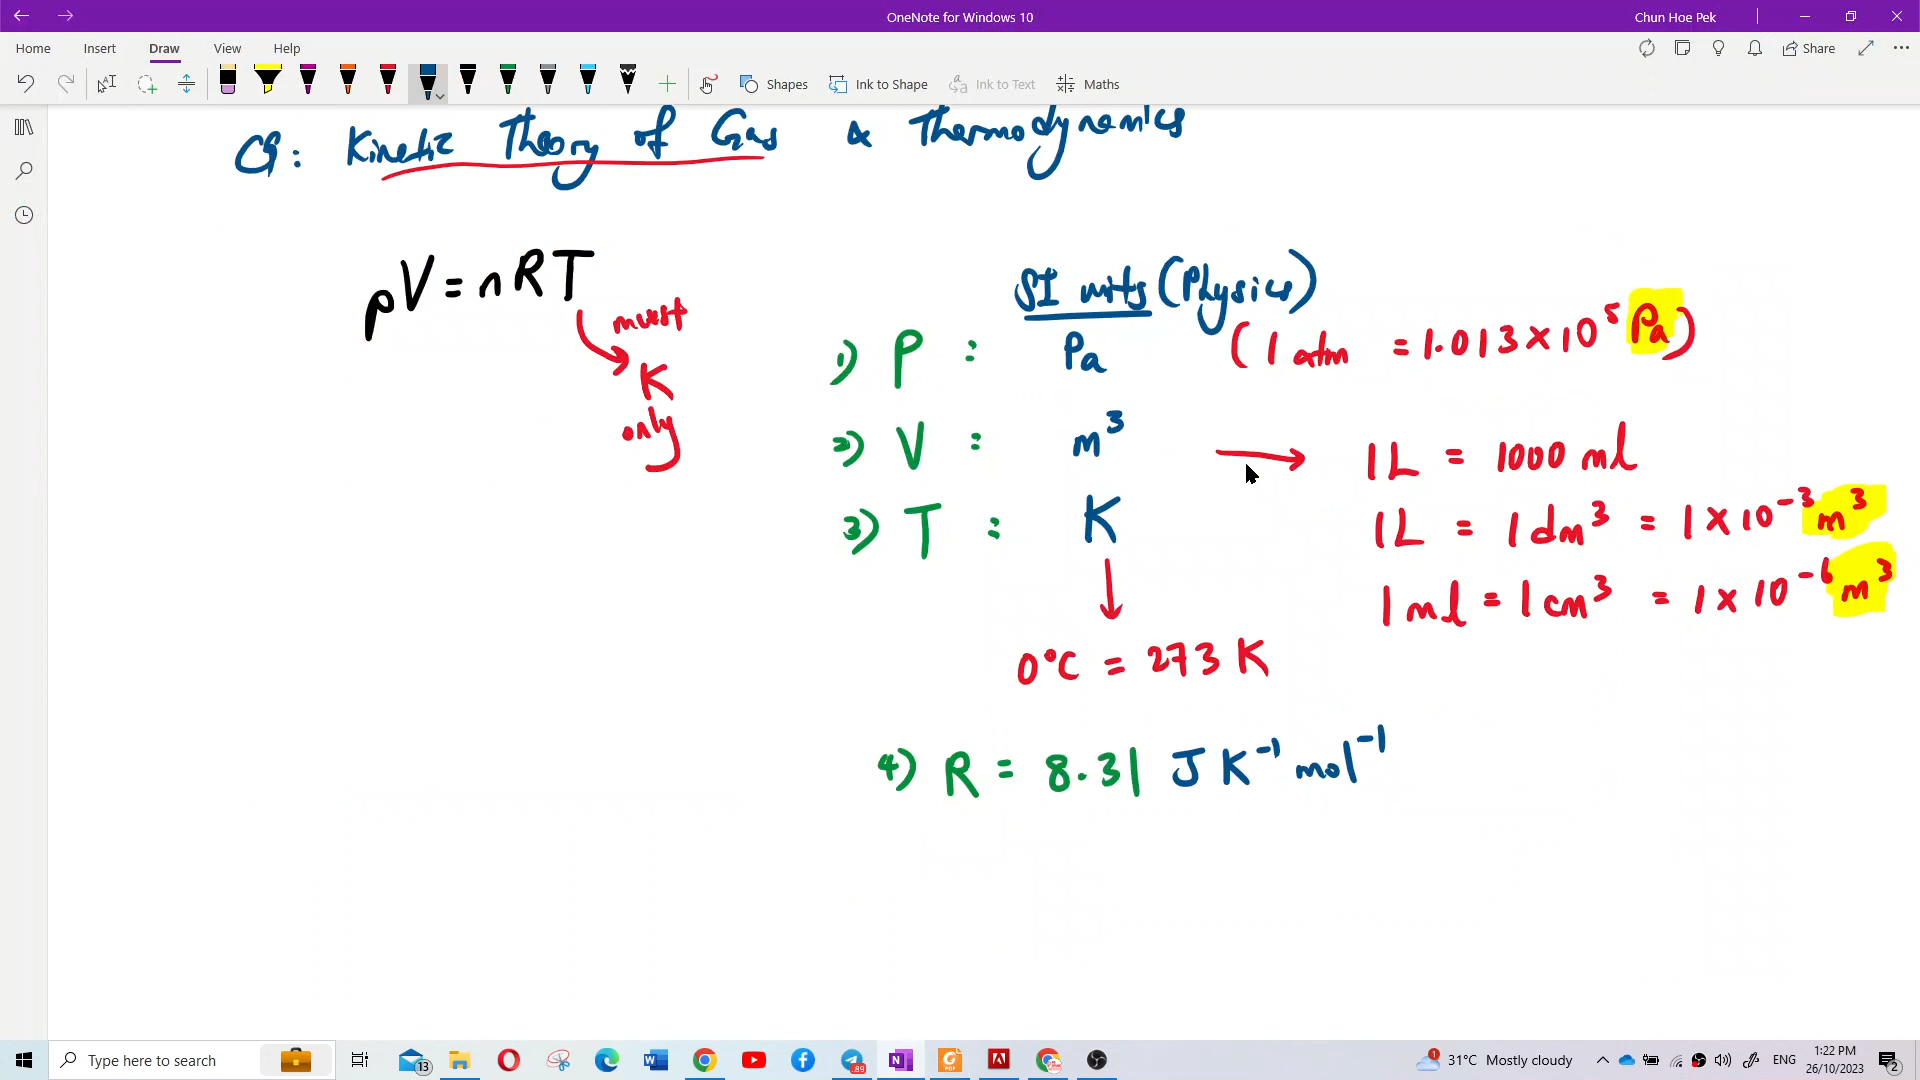 OneNote for Windows 10
Chun Hoe Pek
Home Insert Draw View Help
Share
Shapes Ink to Shape Ink to Text Maths
: Kinetic Theory of Gas & Thermodynamics
pV = nRT
must
K
only
SI units (Physics)
1) P : Pa (1 atm = 1.013 × 10⁵ Pa)
2) V : m³ → 1L = 1000 ml
3) T : K
1L = 1 dm³ = 1 × 10⁻³ m³
1 ml = 1 cm³ = 1 × 10⁻⁶ m³
0°C = 273 K
4) R = 8.31 J K⁻¹ mol⁻¹
Type here to search
13
89
1
31°C Mostly cloudy
ENG
1:22 PM
26/10/2023
2